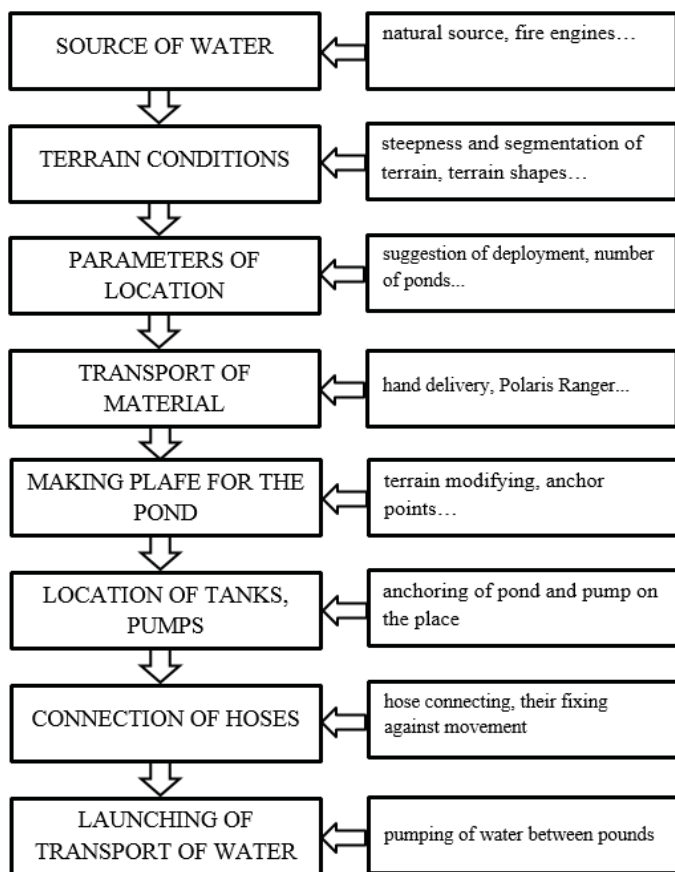 SOURCE OF WATER
natural source, fire engines…
TERRAIN CONDITIONS
steepness and segmentation of
terrain, terrain shapes…
PARAMETERS OF
LOCATION
suggestion of deployment, number
of ponds...
TRANSPORT OF
MATERIAL
hand delivery, Polaris Ranger...
MAKING PLAFE FOR THE
POND
terrain modifying, anchor
points…
LOCATION OF TANKS,
PUMPS
anchoring of pond and pump on
the place
CONNECTION OF HOSES
hose connecting, their fixing
against movement
LAUNCHING OF
TRANSPORT OF WATER
pumping of water between pounds